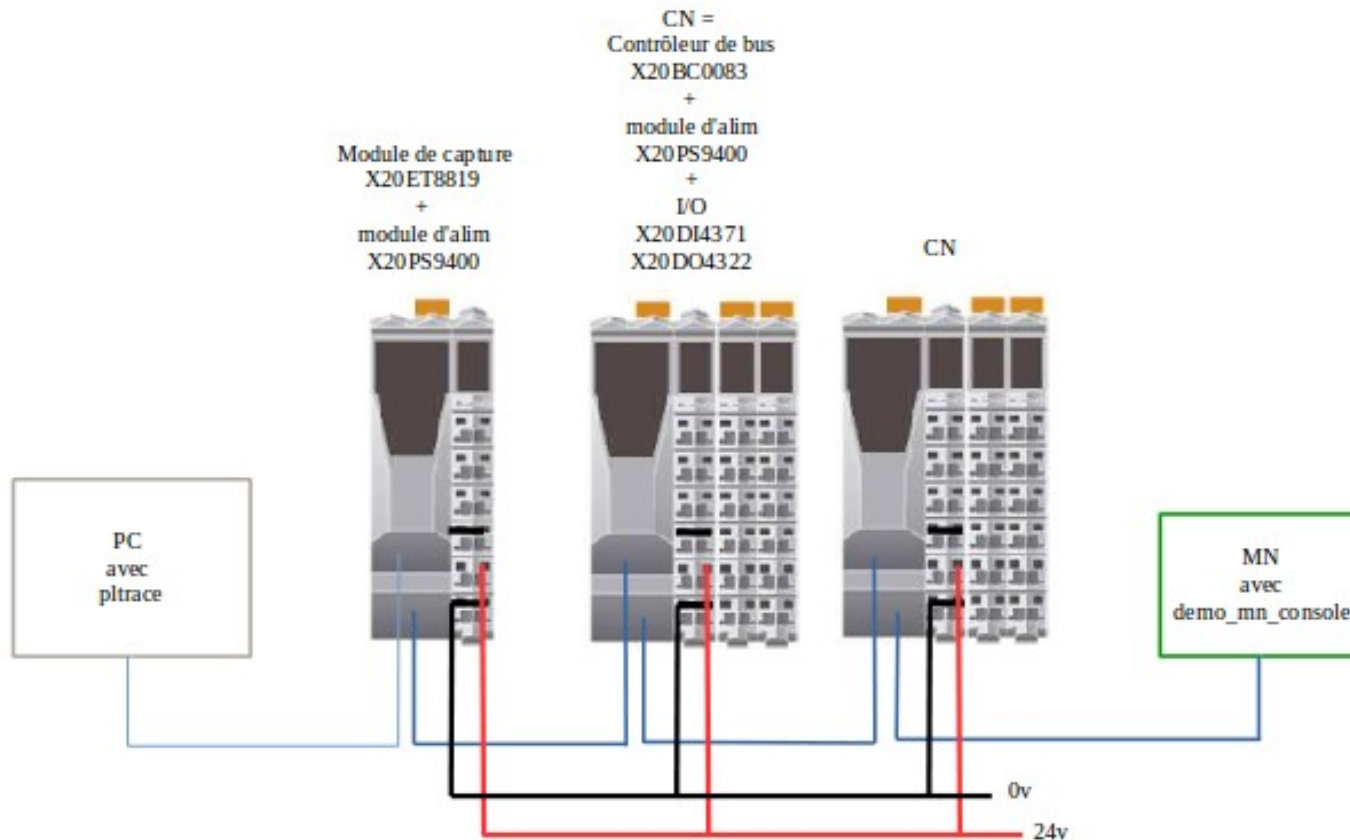 CN =
Contrôleur de bus
X20BC0083
+
module d'alim
X20PS9400
+
I/O
X20DI4371
X20DO4322
Module de capture
X20ET8819
+
module d'alim
X20PS9400
CN
PC
avec
pltrace
MN
avec
demo_mn_console
0v
24v